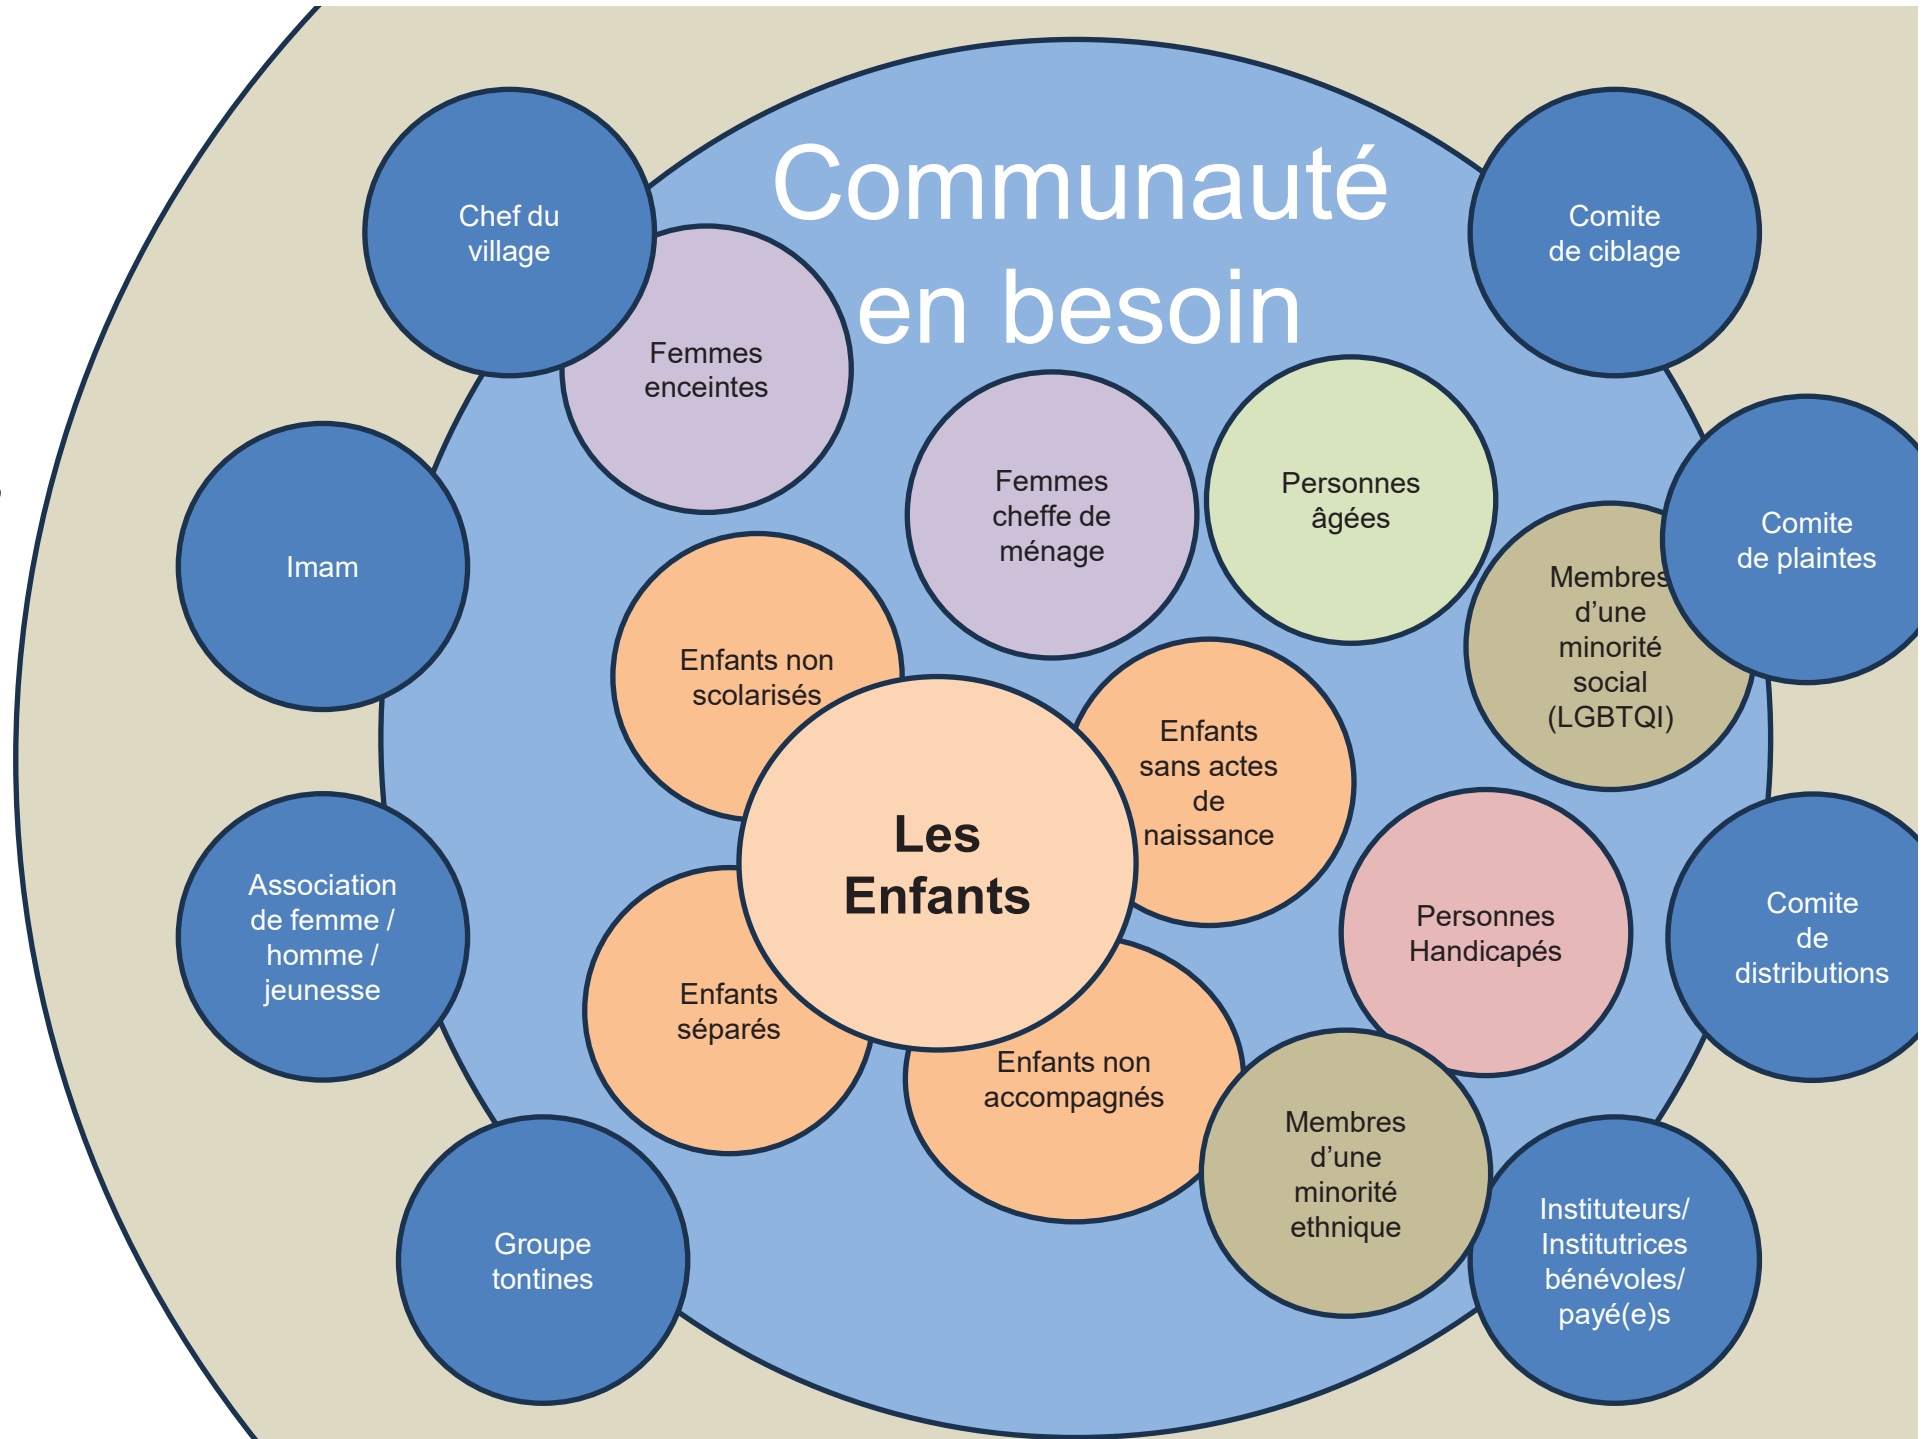 Communauté
en besoin
Chef du
village
Comite
de ciblage
Femmes
enceintes
Femmes
cheffe de
ménage
Personnes
âgées
Comite
de plaintes
Imam
Membres
d’une
minorité
social
(LGBTQI)
Enfants non
scolarisés
Enfants
sans actes
de
naissance
Les
Enfants
Association
de femme /
homme /
jeunesse
Personnes
Handicapés
Comite
de
distributions
Enfants
séparés
Enfants non
accompagnés
Membres
d’une
minorité
ethnique
Groupe
tontines
Instituteurs/
Institutrices
bénévoles/
payé(e)s